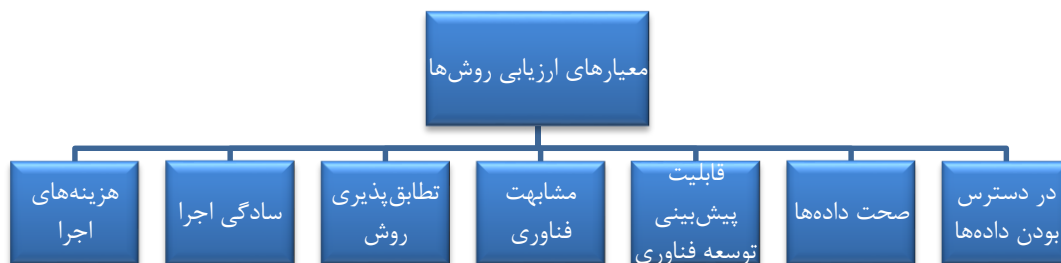 معیارهای ارزیابی روش‌ها
در دسترس
بودن داده‌ها
صحت داده‌ها
قابلیت
پیش‌بینی
توسعه فناوری
مشابهت
فناوری
تطابق‌پذیری
روش
سادگی اجرا
هزینه‌های
اجرا